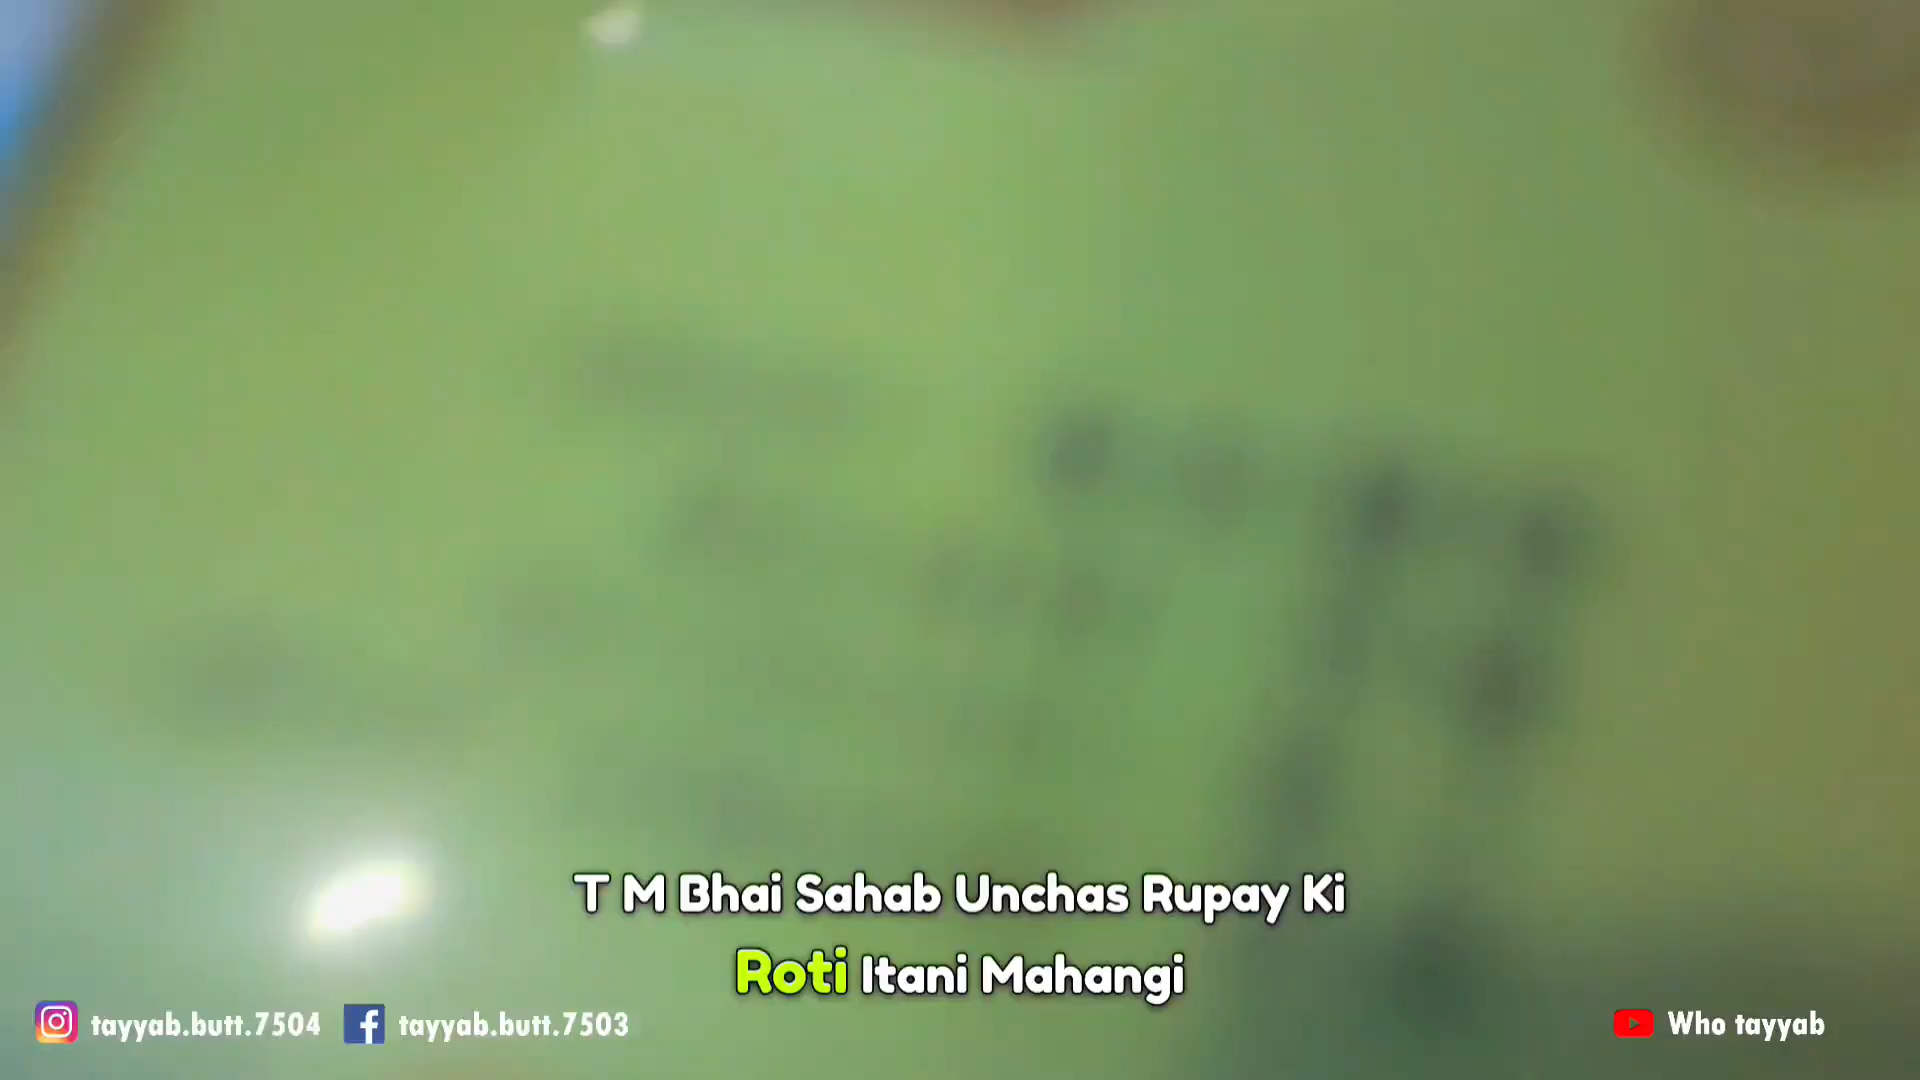 T M Bhai Sahab Unchas Rupay Ki
Roti Itani Mahangi
tayyab.butt.7504
tayyab.butt.7503
Who tayyab